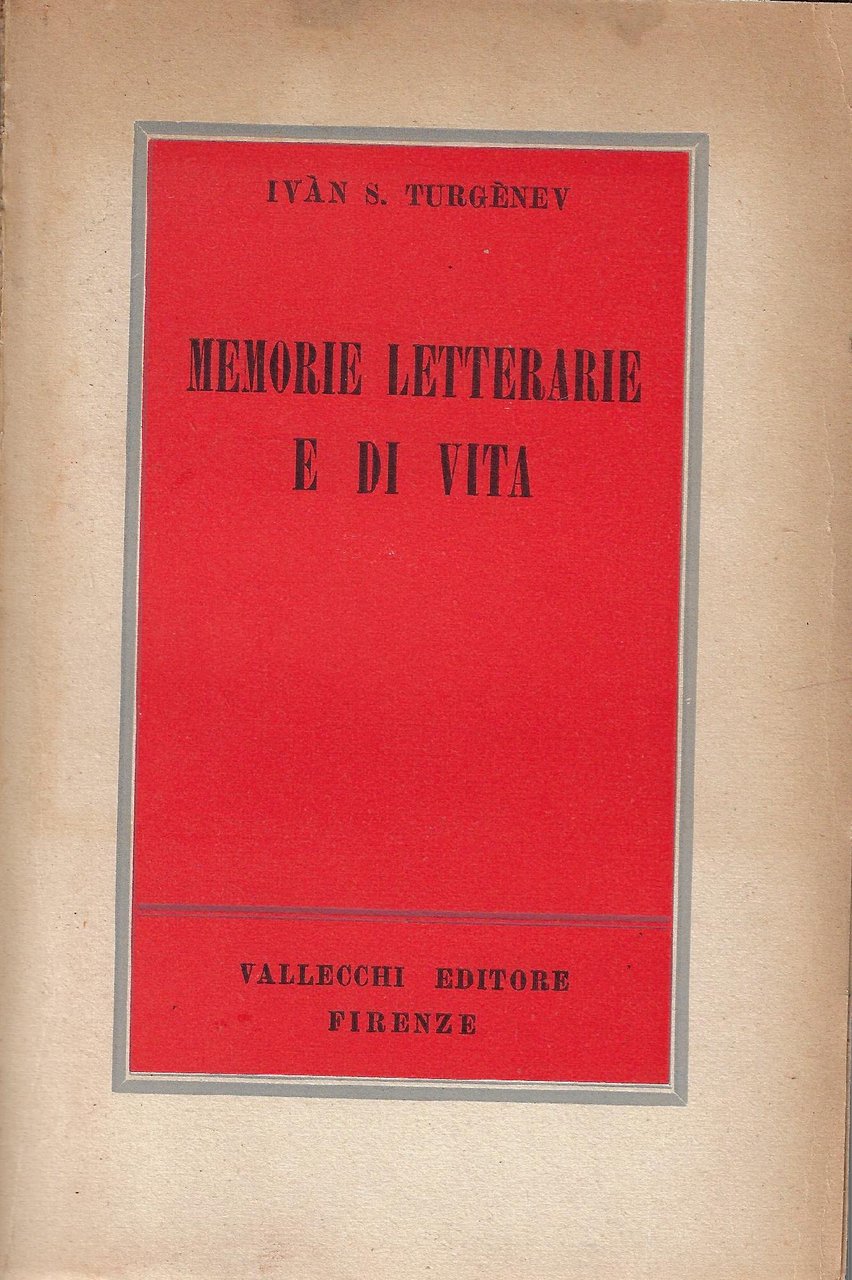 IVÀN S. TURGÈNEV
MEMORIE LETTERARIE
E DI VITA
VALLECCHI EDITORE
FIRENZE